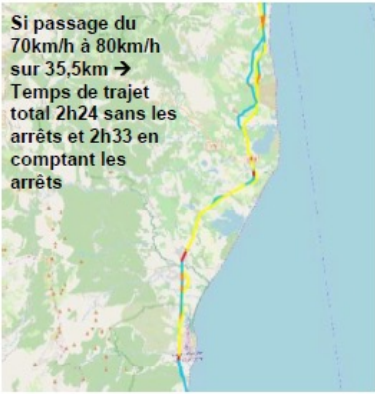 Si passage du
70km/h à 80km/h
sur 35,5km →
Temps de trajet
total 2h24 sans les
arrêts et 2h33 en
comptant les
arrêts